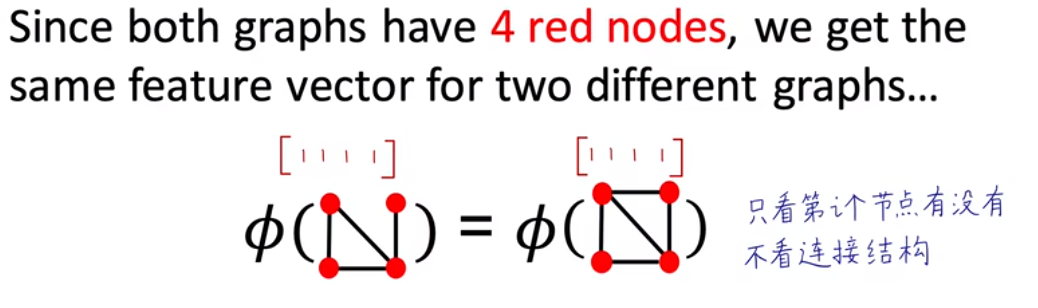 Since both graphs have 4 red nodes, we get the
same feature vector for two different graphs...
[1 1 1 1] [1 1 1 1]
ϕ( ) = ϕ( )
只看第i个节点有没有
不看连接结构